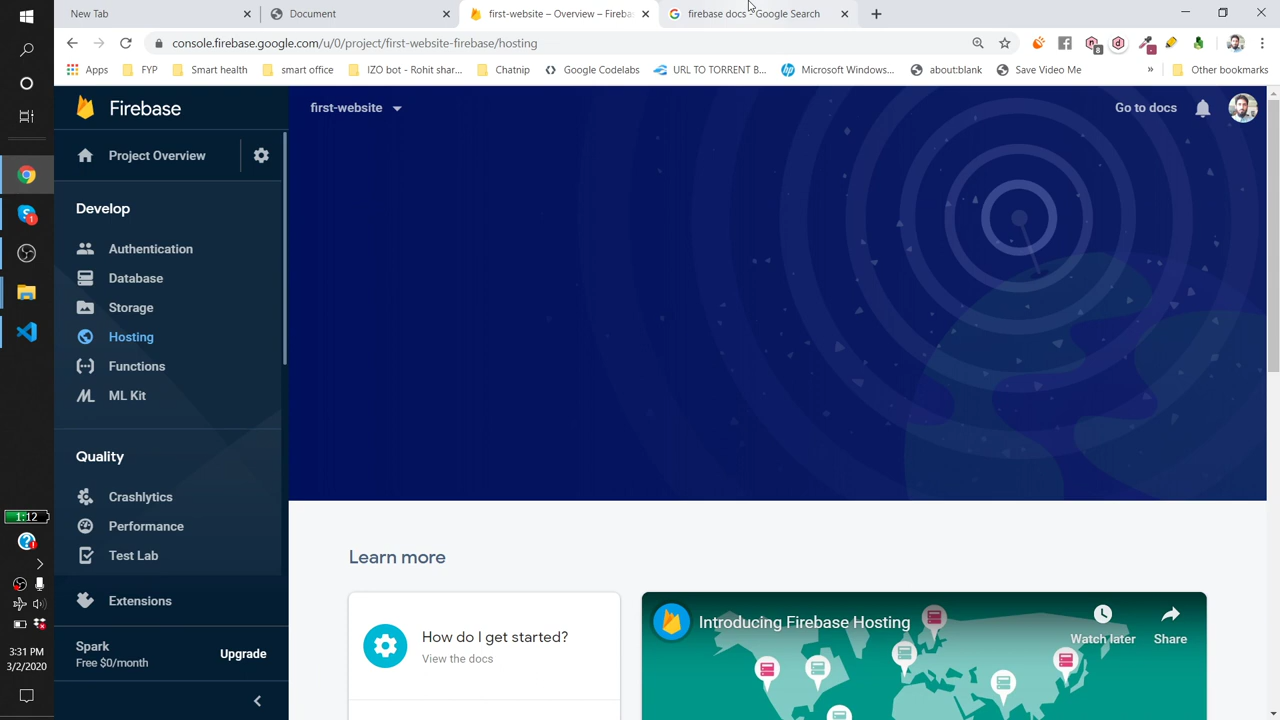 New Tab
Document
first-website – Overview – Fireba
firebase docs - Google Search
console.firebase.google.com/u/0/project/first-website-firebase/hosting
8
Apps
FYP
Smart health
smart office
IZO bot - Rohit shar...
Chatnip
Google Codelabs
URL TO TORRENT B...
Microsoft Windows...
about:blank
Save Video Me
»
Other bookmarks
Firebase
first-website
Go to docs
Project Overview
Develop
Authentication
Database
Storage
Hosting
Functions
ML Kit
Quality
Crashlytics
Performance
Test Lab
Extensions
Spark
Free $0/month
Upgrade
Learn more
How do I get started?
View the docs
Introducing Firebase Hosting
Watch later
Share
1
1:12
3:31 PM
3/2/2020